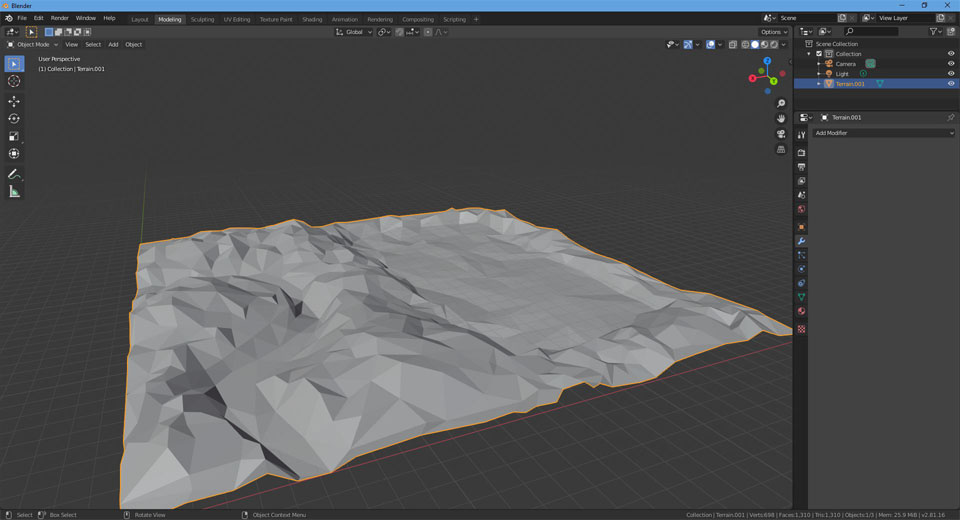 Blender
File Edit Render Window Help Layout Modeling Sculpting UV Editing Texture Paint Shading Animation Rendering Compositing Scripting + Scene View Layer
Global Options
Object Mode View Select Add Object
User Perspective
(1) Collection | Terrain.001
Z
X
Y
Scene Collection
Collection
Camera
Light
Terrain.001
Terrain.001
Add Modifier
Select Box Select Rotate View Object Context Menu Collection | Terrain.001 | Verts:698 | Faces:1,310 | Tris:1,310 | Objects:1/3 | Mem: 25.9 MiB | v2.81.16